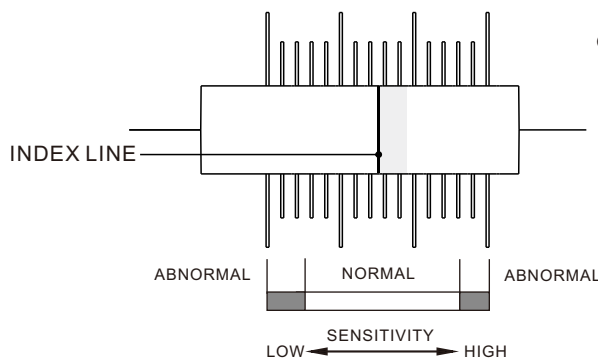 INDEX LINE
ABNORMAL NORMAL ABNORMAL
SENSITIVITY
LOW HIGH